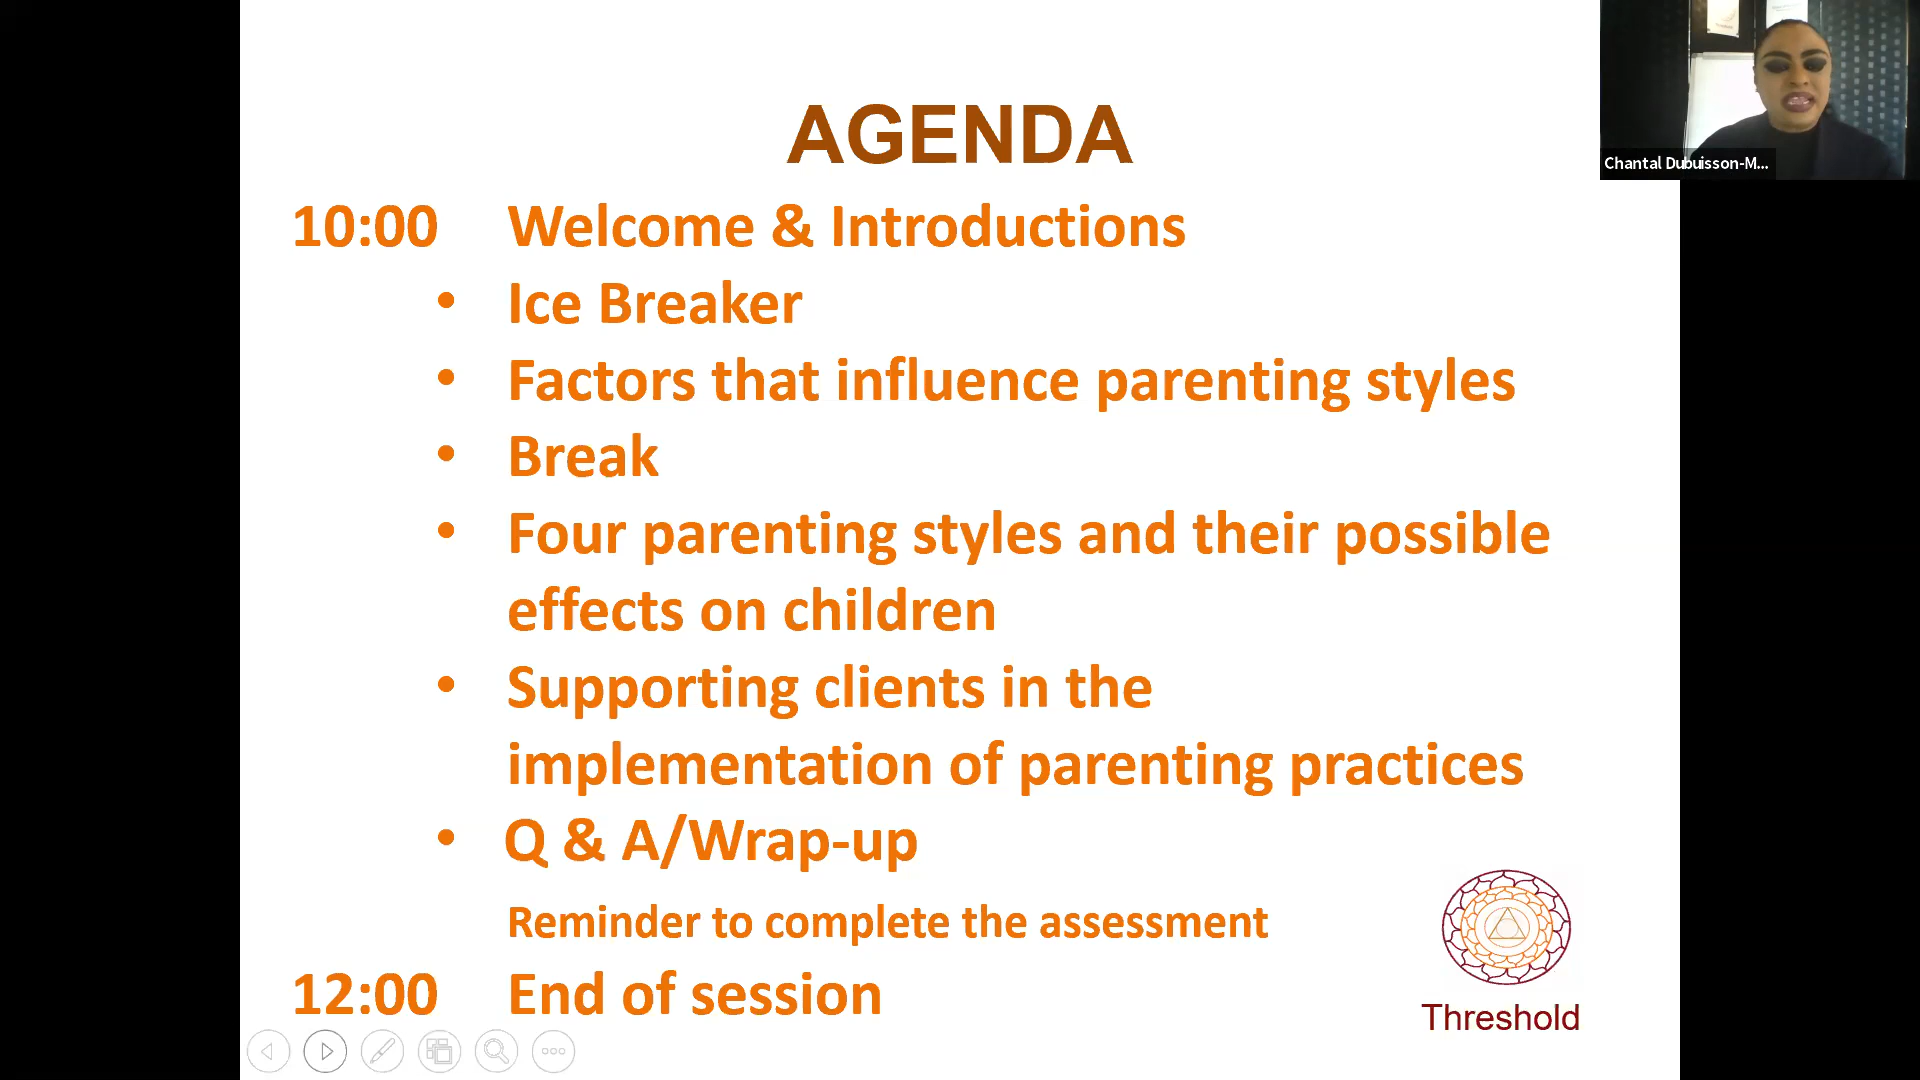 AGENDA
10:00 Welcome & Introductions
• Ice Breaker
• Factors that influence parenting styles
• Break
• Four parenting styles and their possible
effects on children
• Supporting clients in the
implementation of parenting practices
• Q & A/Wrap-up
Reminder to complete the assessment
12:00 End of session
Threshold
Chantal Dubuisson-M...